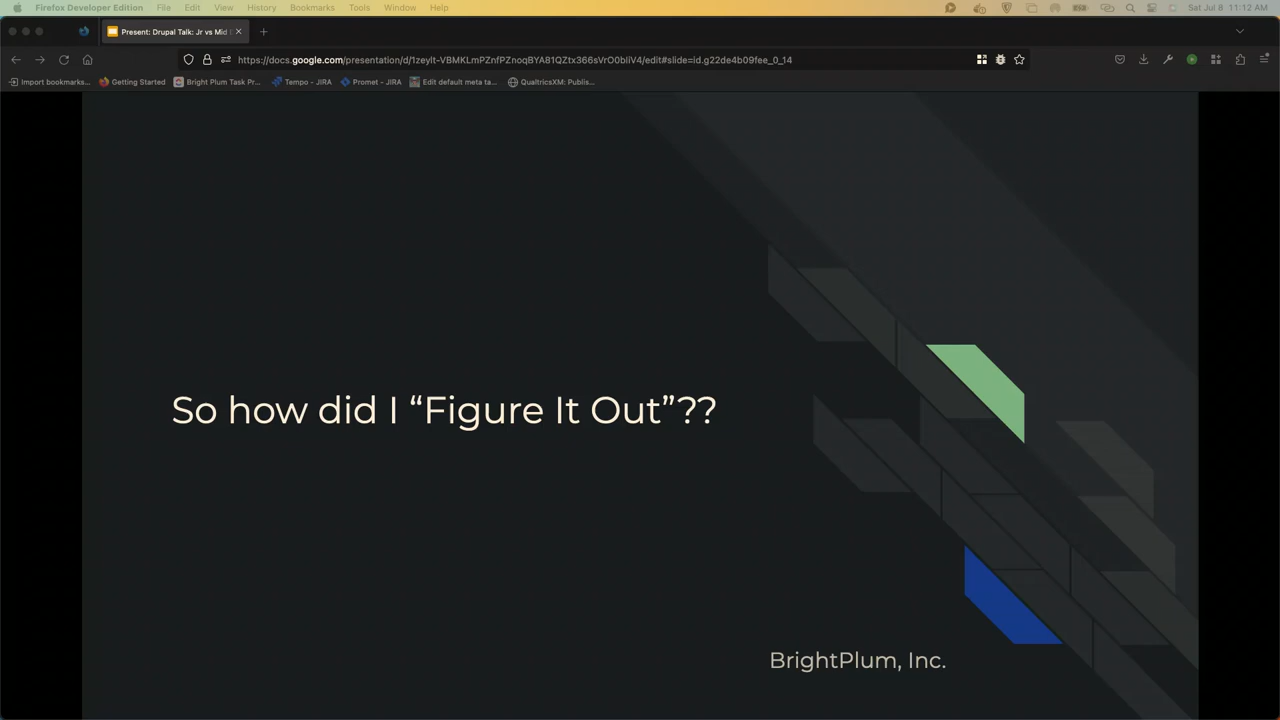 Firefox Developer Edition File Edit View History Bookmarks Tools Window Help Sat Jul 8 11:12 AM
Present: Drupal Talk: Jr vs Mid
https://docs.google.com/presentation/d/1zeyIt-VBMKLmPZnfPZnoqBYA81QZtx366sVrO0bliV4/edit#slide=id.g22de4b09fee_0_14
Import bookmarks... Getting Started Bright Plum Task Pr... Tempo - JIRA Promet - JIRA Edit default meta ta... QualtricsXM: Publis...
So how did I “Figure It Out”??
BrightPlum, Inc.